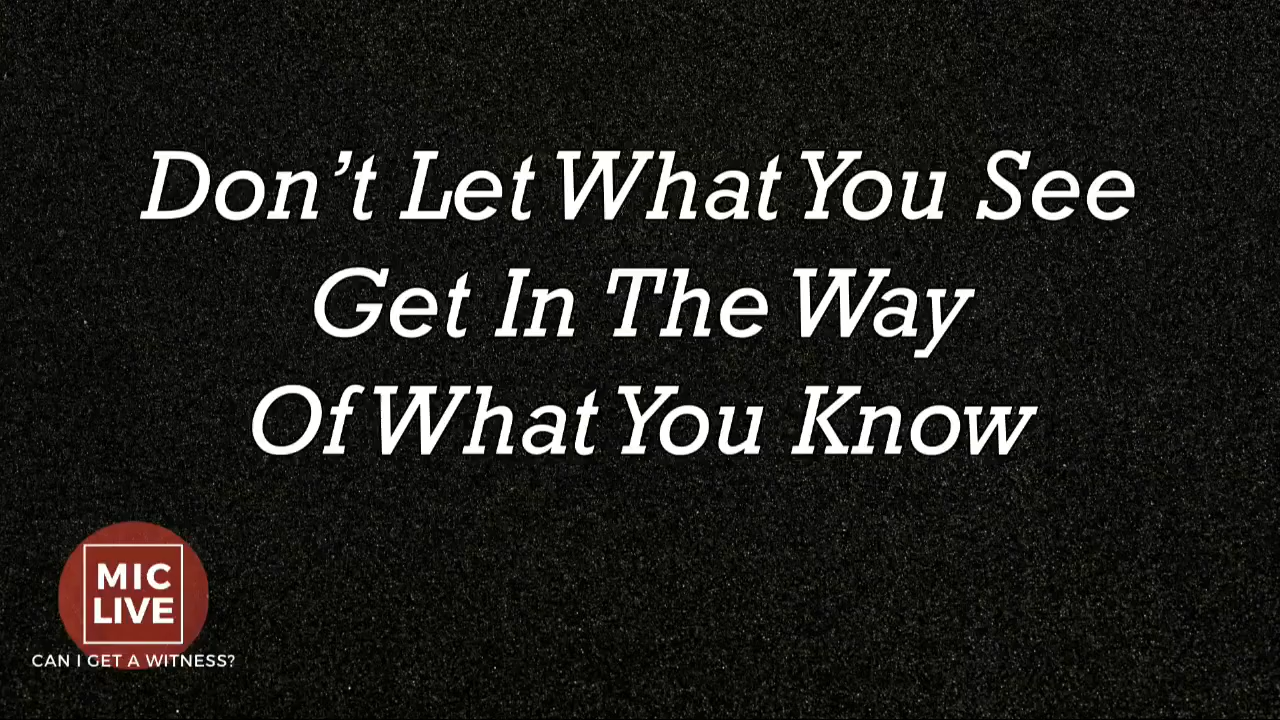 Don’t Let What You See
Get In The Way
Of What You Know
MIC
LIVE
CAN I GET A WITNESS?